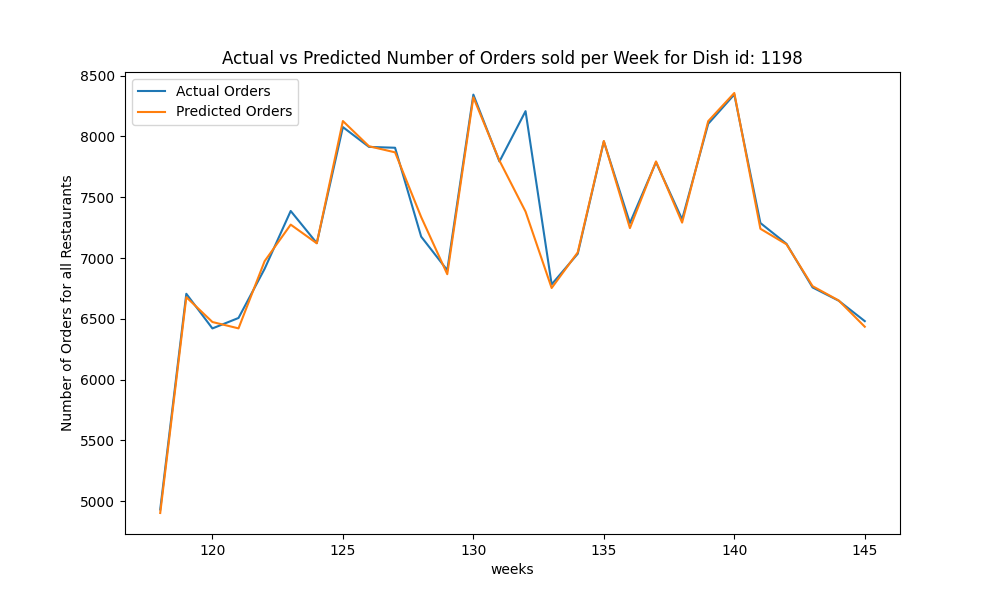 Actual vs Predicted Number of Orders sold per Week for Dish id: 1198
Actual Orders
Predicted Orders
Number of Orders for all Restaurants
8500
8000
7500
7000
6500
6000
5500
5000
120 125 130 135 140 145
weeks